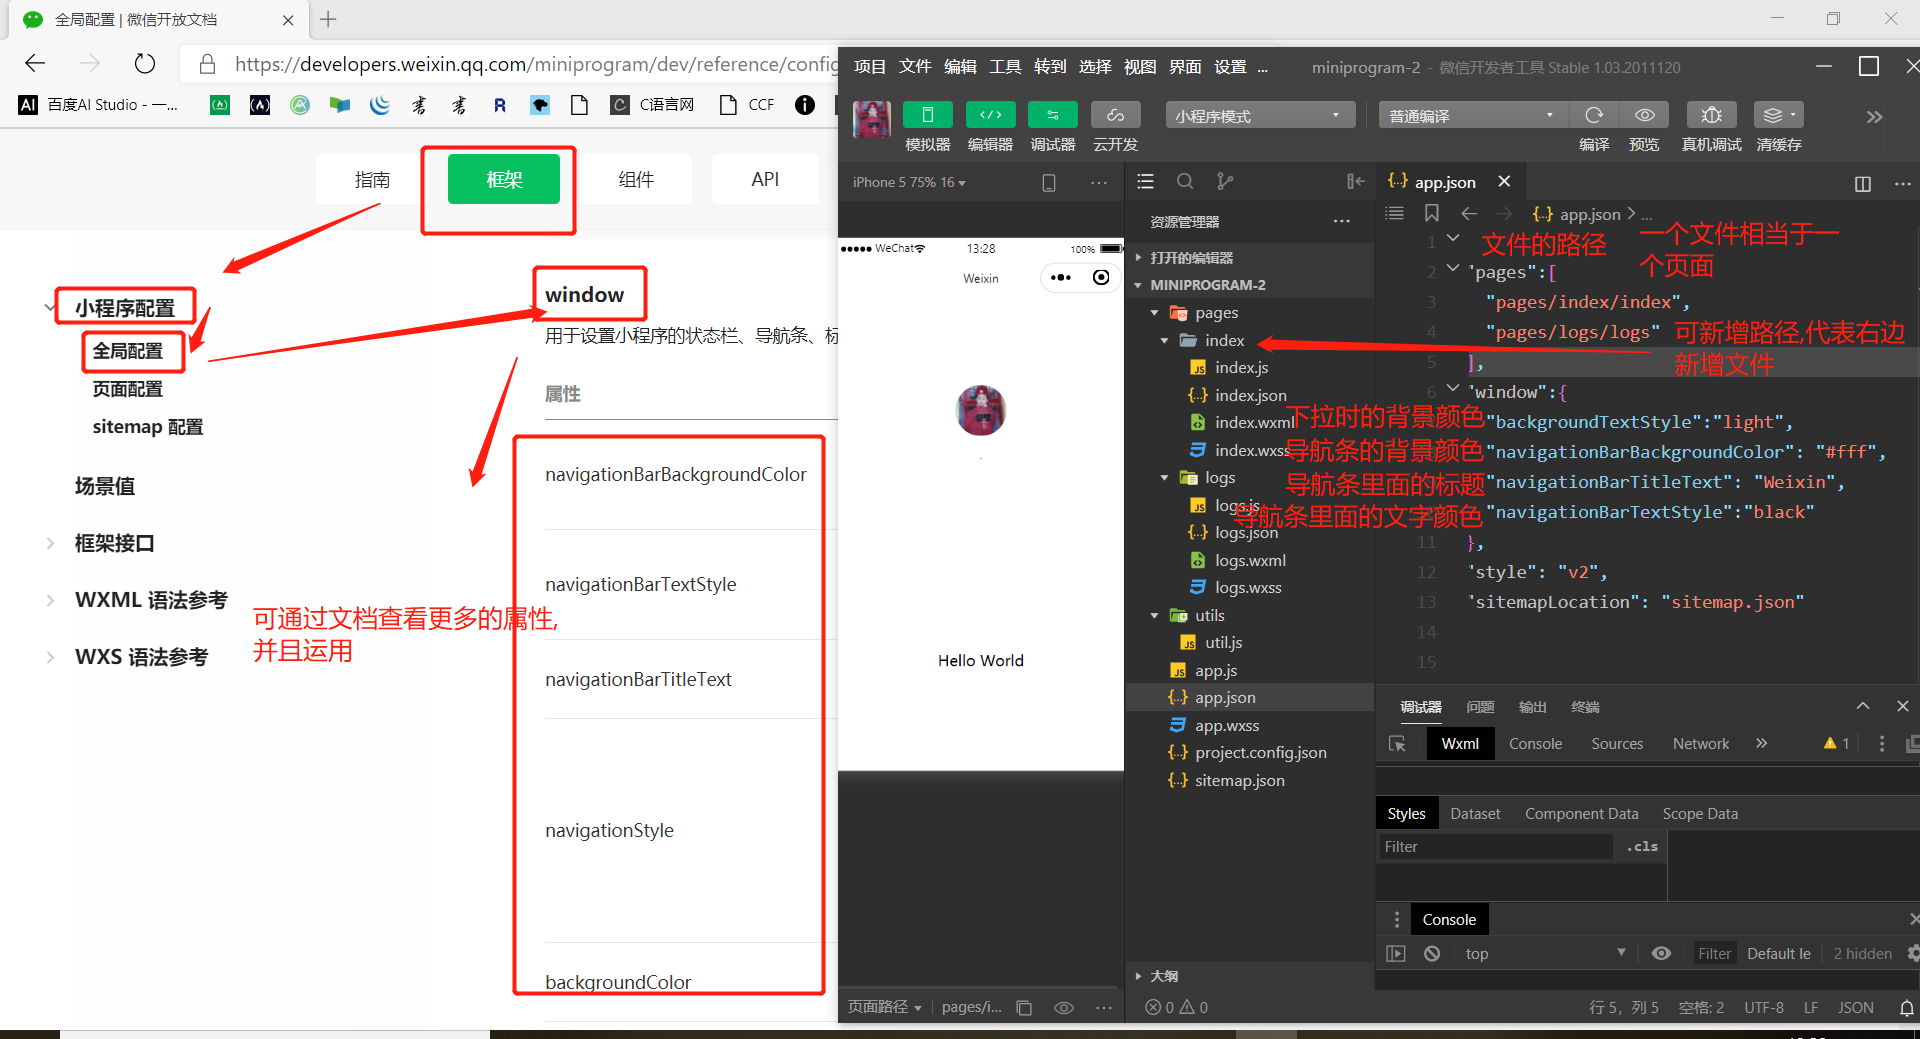 全局配置 | 微信开放文档
https://developers.weixin.qq.com/miniprogram/dev/reference/config
百度AI Studio - 一...
C语言网
CCF
指南
框架
组件
API
小程序配置
全局配置
页面配置
sitemap 配置
场景值
框架接口
WXML 语法参考
WXS 语法参考
window
用于设置小程序的状态栏、导航条、标
属性
navigationBarBackgroundColor
navigationBarTextStyle
navigationBarTitleText
navigationStyle
backgroundColor
可通过文档查看更多的属性,
并且运用
项目 文件 编辑 工具 转到 选择 视图 界面 设置 ...
miniprogram-2 - 微信开发者工具 Stable 1.03.2011120
模拟器
编辑器
调试器
云开发
小程序模式
普通编译
编译
预览
真机调试
清缓存
iPhone 5 75% 16
WeChat
13:28
100%
Weixin
Hello World
页面路径
pages/i...
资源管理器
打开的编辑器
MINIPROGRAM-2
pages
index
index.js
index.json
index.wxml
index.wxss
logs
logs.js
logs.json
logs.wxml
logs.wxss
utils
util.js
app.js
app.json
app.wxss
project.config.json
sitemap.json
大纲
0 0
app.json
app.json > ...
文件的路径
一个文件相当于一
个页面
可新增路径,代表右边
新增文件
下拉时的背景颜色
导航条的背景颜色
导航条里面的标题
导航条里面的文字颜色
1
2 "pages":[
3 "pages/index/index",
4 "pages/logs/logs"
5 ],
6 "window":{
"backgroundTextStyle":"light",
"navigationBarBackgroundColor": "#fff",
"navigationBarTitleText": "Weixin",
"navigationBarTextStyle":"black"
11 },
12 "style": "v2",
13 "sitemapLocation": "sitemap.json"
14
15
调试器 问题 输出 终端
Wxml Console Sources Network
1
Styles Dataset Component Data Scope Data
Filter
.cls
Console
top
Filter
Default le
2 hidden
行 5，列 5 空格: 2 UTF-8 LF JSON